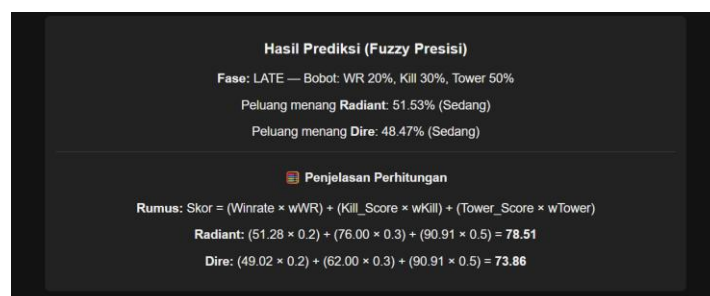 Hasil Prediksi (Fuzzy Presisi)
Fase: LATE — Bobot: WR 20%, Kill 30%, Tower 50%
Peluang menang Radiant: 51.53% (Sedang)
Peluang menang Dire: 48.47% (Sedang)
🧮 Penjelasan Perhitungan
Rumus: Skor = (Winrate × wWR) + (Kill_Score × wKill) + (Tower_Score × wTower)
Radiant: (51.28 × 0.2) + (76.00 × 0.3) + (90.91 × 0.5) = 78.51
Dire: (49.02 × 0.2) + (62.00 × 0.3) + (90.91 × 0.5) = 73.86